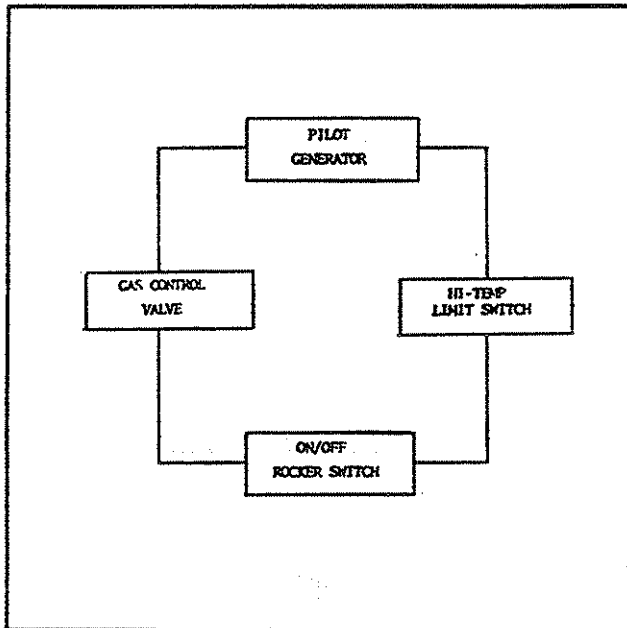 PILOT
GENERATOR
GAS CONTROL
VALVE
HI-TEMP
LIMIT SWITCH
ON/OFF
ROCKER SWITCH